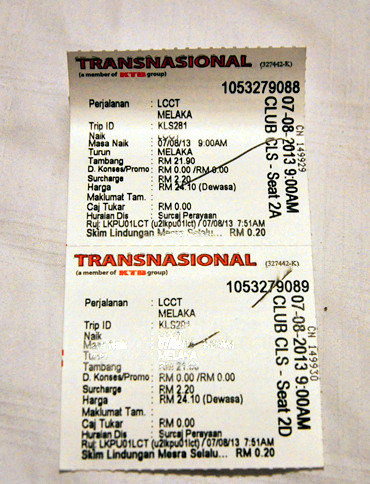 TRANSNASIONAL (327442-K)
(a member of KTB group)
1053279088
Perjalanan : LCCT
MELAKA
Trip ID : KLS281
Naik :
Masa Naik : 07/08/13 9:00AM
Turun : MELAKA
Tambang : RM 21.90
D. Konses/Promo : RM 0.00 /RM 0.00
Surcharge : RM 2.20
Harga : RM 24.10 (Dewasa)
Maklumat Tam. :
Caj Tukar : RM 0.00
Huraian Dis : Surcaj Perayaan
Ruj: LKPU01LCT (u2lkpu01lct) / 07/08/13 7:51AM
Skim Lindungan Mesra Selalu... RM 0.20
07-08-2013 9:00AM
CLUB CLS - Seat 2A
CN 149929
TRANSNASIONAL (327442-K)
(a member of KTB group)
1053279089
Perjalanan : LCCT
MELAKA
Trip ID :
Naik
Tambang :
D. Konses/Promo : RM 0.00 /RM 0.00
Surcharge : RM 2.20
Harga : RM 24.10 (Dewasa)
Maklumat Tam. :
Caj Tukar : RM 0.00
Huraian Dis : Surcaj Perayaan
Ruj: LKPU01LCT (u2lkpu01lct) / 07/08/13 7:51AM
Skim Lindungan Mesra Selalu... RM 0.20
07-08-2013 9:00AM
CLUB CLS - Seat 2D
CN 149930